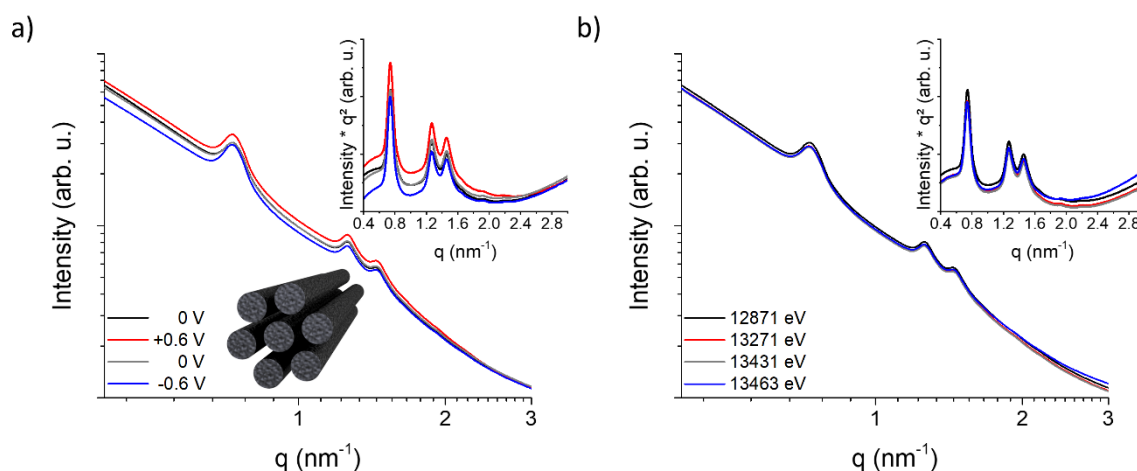 a)
Intensity (arb. u.)
Intensity * q² (arb. u.)
0.4 0.8 1.2 1.6 2.0 2.4 2.8
q (nm⁻¹)
0 V
+0.6 V
0 V
-0.6 V
1 2 3
q (nm⁻¹)
b)
Intensity (arb. u.)
Intensity * q² (arb. u.)
0.4 0.8 1.2 1.6 2.0 2.4 2.8
q (nm⁻¹)
12871 eV
13271 eV
13431 eV
13463 eV
1 2 3
q (nm⁻¹)